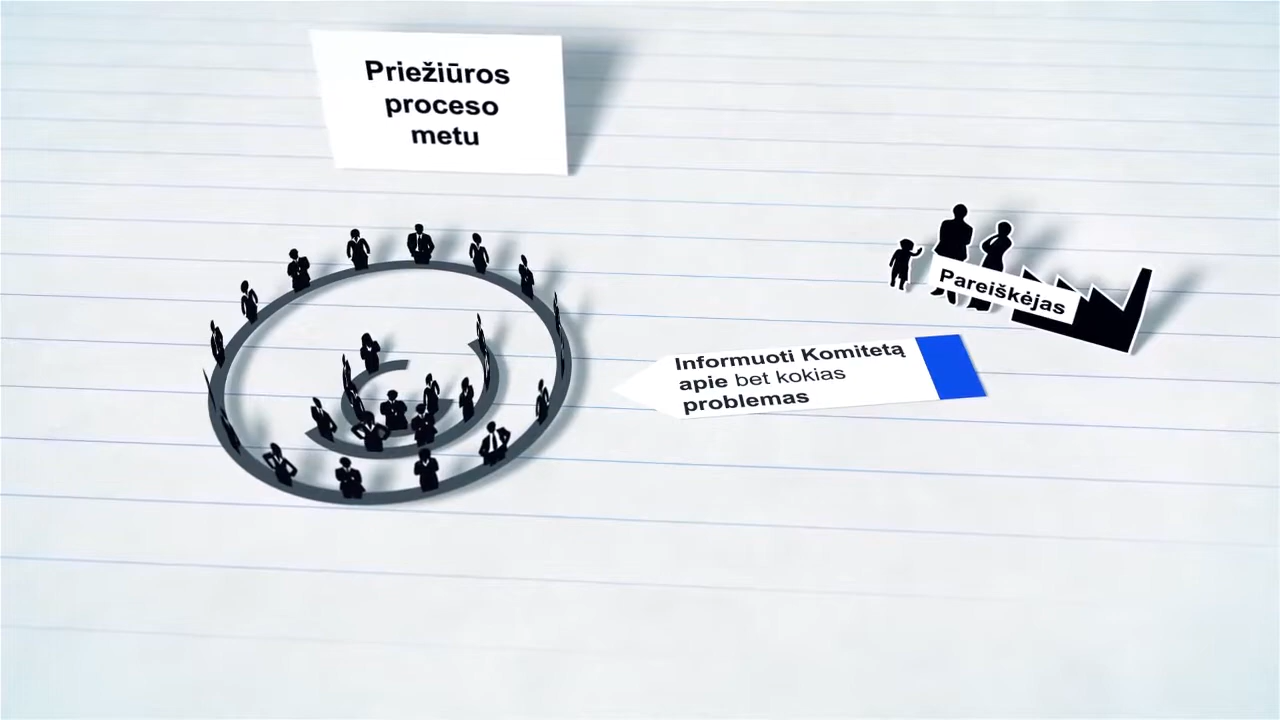 Priežiūros
proceso
metu
Pareiškėjas
Informuoti Komitetą
apie bet kokias
problemas